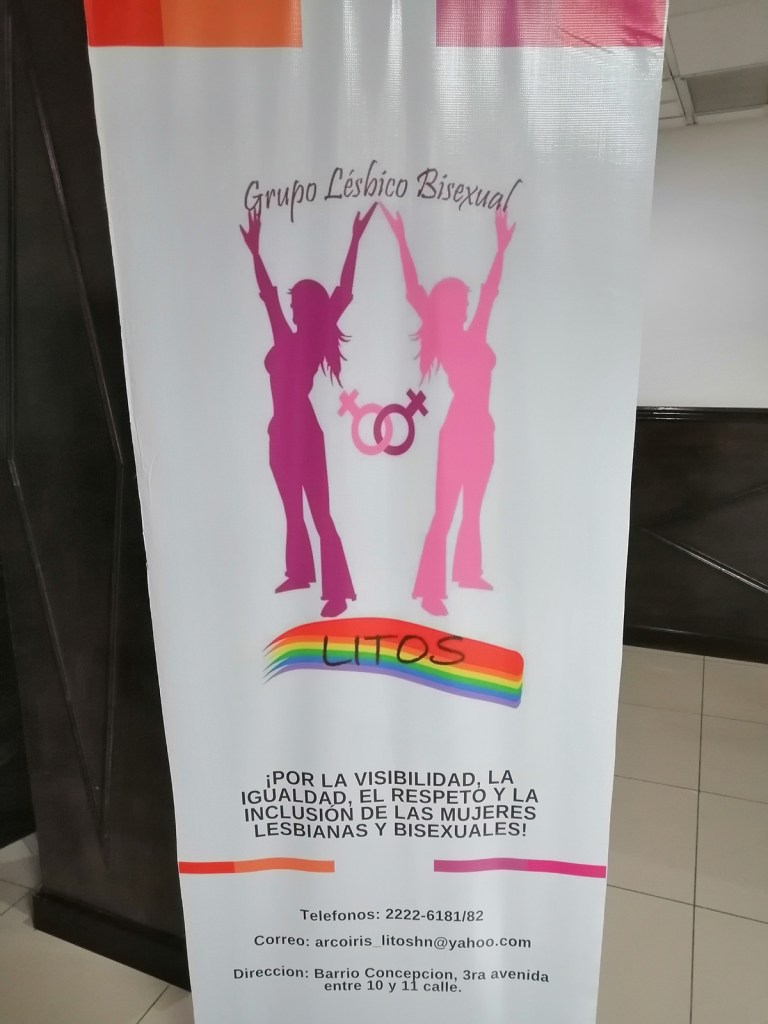 Grupo Lésbico Bisexual
LITOS
¡POR LA VISIBILIDAD, LA
IGUALDAD, EL RESPETO Y LA
INCLUSIÓN DE LAS MUJERES
LESBIANAS Y BISEXUALES!
Telefonos: 2222-6181/82
Correo: arcoiris_litoshn@yahoo.com
Direccion: Barrio Concepcion, 3ra avenida
entre 10 y 11 calle.